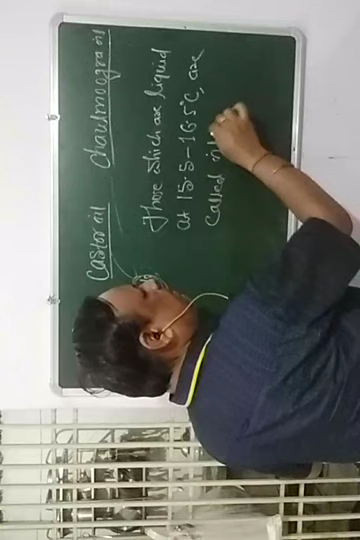 Castor oil Chaulmoogra oil
Those which are liquid
at 15.5-16.5°C, are
Called